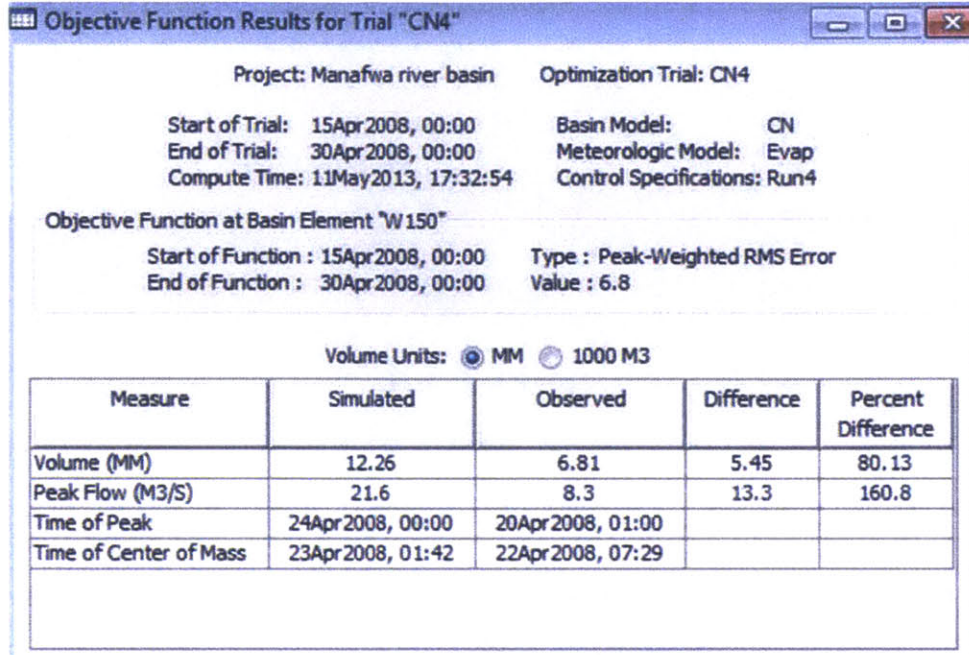 Objective Function Results for Trial "CN4"
Project: Manafwa river basin Optimization Trial: CN4
Start of Trial: 15Apr2008, 00:00 Basin Model: CN
End of Trial: 30Apr2008, 00:00 Meteorologic Model: Evap
Compute Time: 11May2013, 17:32:54 Control Specifications: Run4
Objective Function at Basin Element "W150"
Start of Function : 15Apr2008, 00:00 Type : Peak-Weighted RMS Error
End of Function : 30Apr2008, 00:00 Value : 6.8
Volume Units: MM 1000 M3
Measure Simulated Observed Difference Percent
Difference
Volume (MM) 12.26 6.81 5.45 80.13
Peak Flow (M3/S) 21.6 8.3 13.3 160.8
Time of Peak 24Apr2008, 00:00 20Apr2008, 01:00
Time of Center of Mass 23Apr2008, 01:42 22Apr2008, 07:29